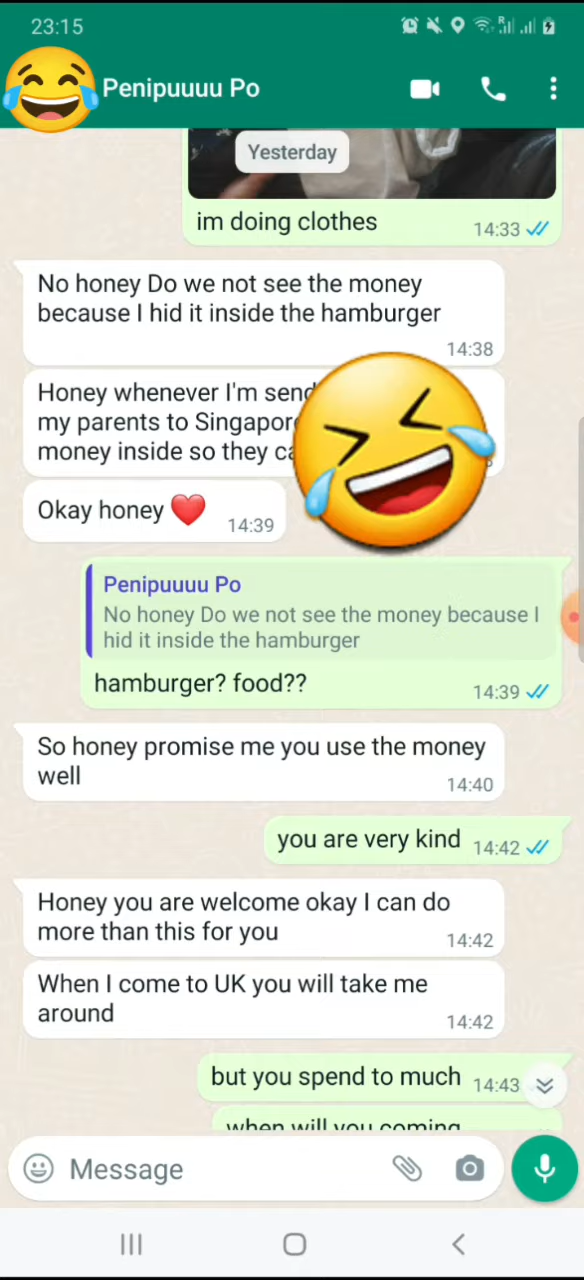 23:15
Penipuuuu Po
Yesterday
im doing clothes
14:33
No honey Do we not see the money
because I hid it inside the hamburger
14:38
Honey whenever I'm send
my parents to Singapor
money inside so they ca
Okay honey ❤️
14:39
Penipuuuu Po
No honey Do we not see the money because I
hid it inside the hamburger
hamburger? food??
14:39
So honey promise me you use the money
well
14:40
you are very kind
14:42
Honey you are welcome okay I can do
more than this for you
14:42
When I come to UK you will take me
around
14:42
but you spend to much
14:43
when will you coming
Message